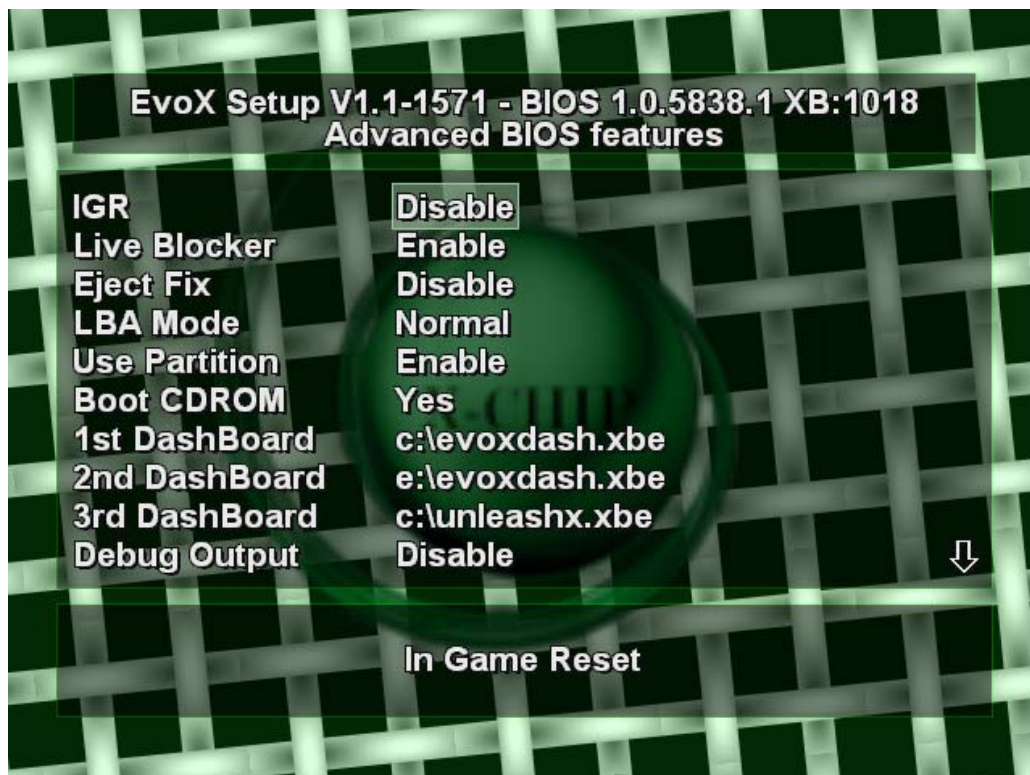 EvoX Setup V1.1-1571 - BIOS 1.0.5838.1 XB:1018
Advanced BIOS features
IGR Disable
Live Blocker Enable
Eject Fix Disable
LBA Mode Normal
Use Partition Enable
Boot CDROM Yes
1st DashBoard c:\evoxdash.xbe
2nd DashBoard e:\evoxdash.xbe
3rd DashBoard c:\unleashx.xbe
Debug Output Disable
X-CHIP
In Game Reset